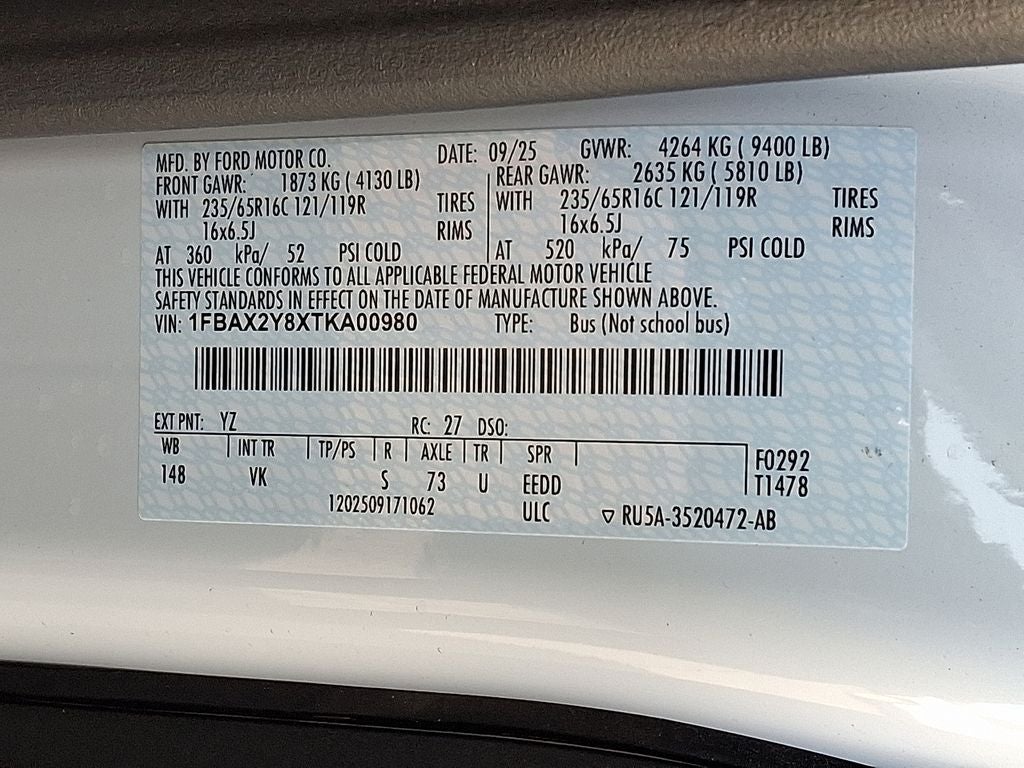 MFD. BY FORD MOTOR CO. DATE: 09/25 GVWR: 4264 KG ( 9400 LB)
FRONT GAWR: 1873 KG ( 4130 LB) REAR GAWR: 2635 KG ( 5810 LB)
WITH 235/65R16C 121/119R TIRES WITH 235/65R16C 121/119R TIRES
16x6.5J RIMS 16x6.5J RIMS
AT 360 kPa/ 52 PSI COLD AT 520 kPa/ 75 PSI COLD
THIS VEHICLE CONFORMS TO ALL APPLICABLE FEDERAL MOTOR VEHICLE
SAFETY STANDARDS IN EFFECT ON THE DATE OF MANUFACTURE SHOWN ABOVE.
VIN: 1FBAX2Y8XTKA00980 TYPE: Bus (Not school bus)
EXT PNT: YZ RC: 27 DSO:
WB INT TR TP/PS R AXLE TR SPR F0292
148 VK S 73 U EEDD T1478
1202509171062 ULC ▽ RU5A-3520472-AB